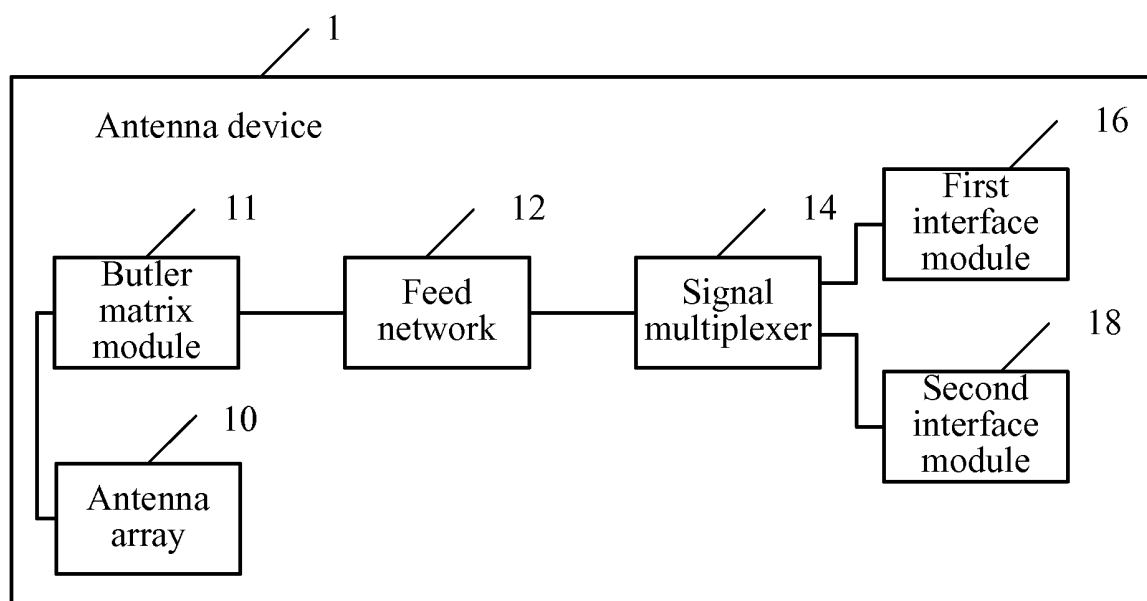 1
Antenna device
16
First
interface
module
11
Butler
matrix
module
12
Feed
network
14
Signal
multiplexer
18
Second
interface
module
10
Antenna
array